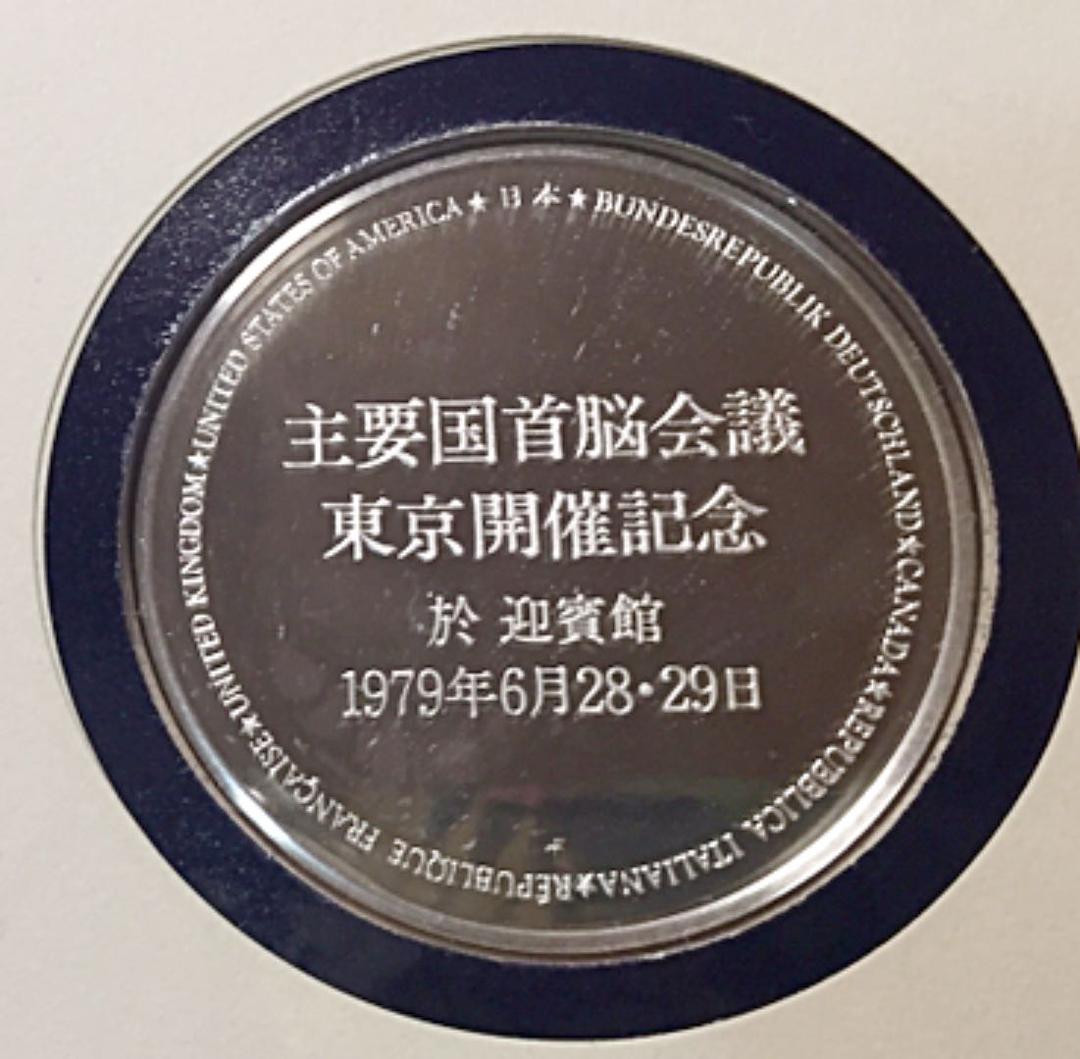 ★日本★BUNDESREPUBLIK DEUTSCHLAND★CANADA★REPUBBLICA ITALIANA★RÉPUBLIQUE FRANÇAISE★UNITED KINGDOM★UNITED STATES OF AMERICA
主要国首脳会議
東京開催記念
於 迎賓館
1979年6月28・29日